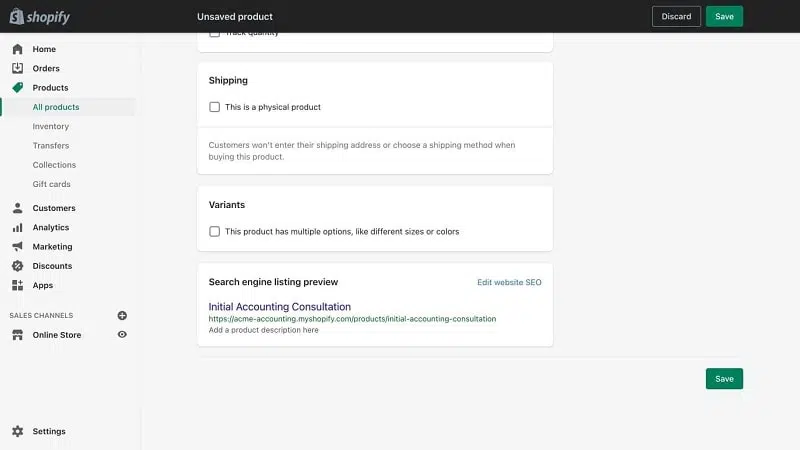 shopify
Unsaved product
Discard
Save
Home
Orders
Products
All products
Inventory
Transfers
Collections
Gift cards
Customers
Analytics
Marketing
Discounts
Apps
SALES CHANNELS
Online Store
Settings
Track quantity
Shipping
This is a physical product
Customers won't enter their shipping address or choose a shipping method when
buying this product.
Variants
This product has multiple options, like different sizes or colors
Search engine listing preview
Edit website SEO
Initial Accounting Consultation
https://acme-accounting.myshopify.com/products/initial-accounting-consultation
Add a product description here
Save